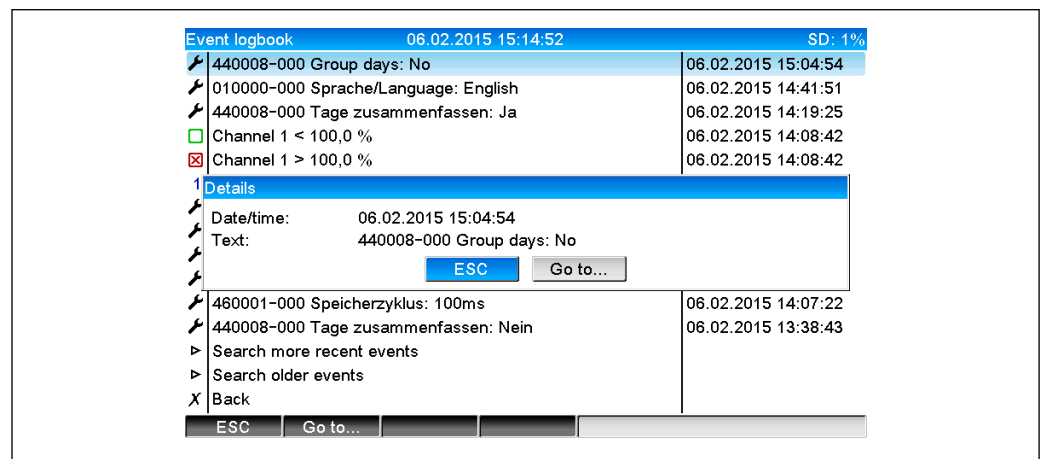 Event logbook 06.02.2015 15:14:52 SD: 1%
440008-000 Group days: No 06.02.2015 15:04:54
010000-000 Sprache/Language: English 06.02.2015 14:41:51
440008-000 Tage zusammenfassen: Ja 06.02.2015 14:19:25
Channel 1 < 100,0 % 06.02.2015 14:08:42
Channel 1 > 100,0 % 06.02.2015 14:08:42
1
Details
Date/time: 06.02.2015 15:04:54
Text: 440008-000 Group days: No
ESC Go to...
460001-000 Speicherzyklus: 100ms 06.02.2015 14:07:22
440008-000 Tage zusammenfassen: Nein 06.02.2015 13:38:43
Search more recent events
Search older events
X Back
ESC Go to...